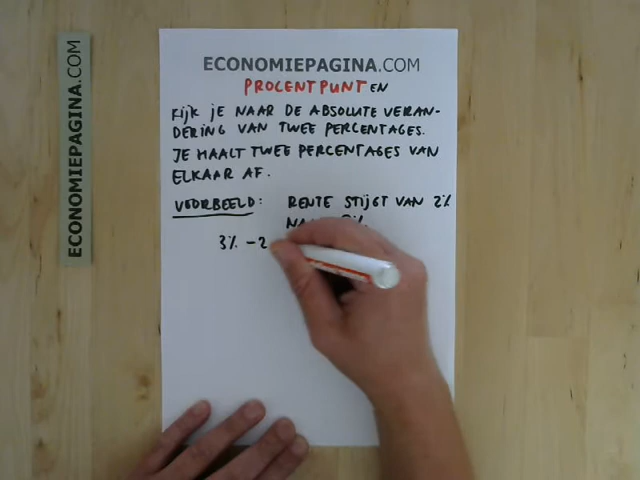 ECONOMIEPAGINA.COM
ECONOMIEPAGINA.COM
PROCENTPUNTEN
KIJK JE NAAR DE ABSOLUTE VERAN-
DERING VAN TWEE PERCENTAGES.
JE HAALT TWEE PERCENTAGES VAN
ELKAAR AF.
VOORBEELD: RENTE STIJGT VAN 2%
3% - 2